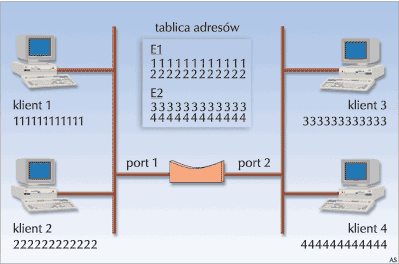 tablica adresów
E1
111111111111
222222222222
E2
333333333333
444444444444
klient 1
111111111111
klient 3
333333333333
port 1
port 2
klient 2
222222222222
klient 4
444444444444
AS